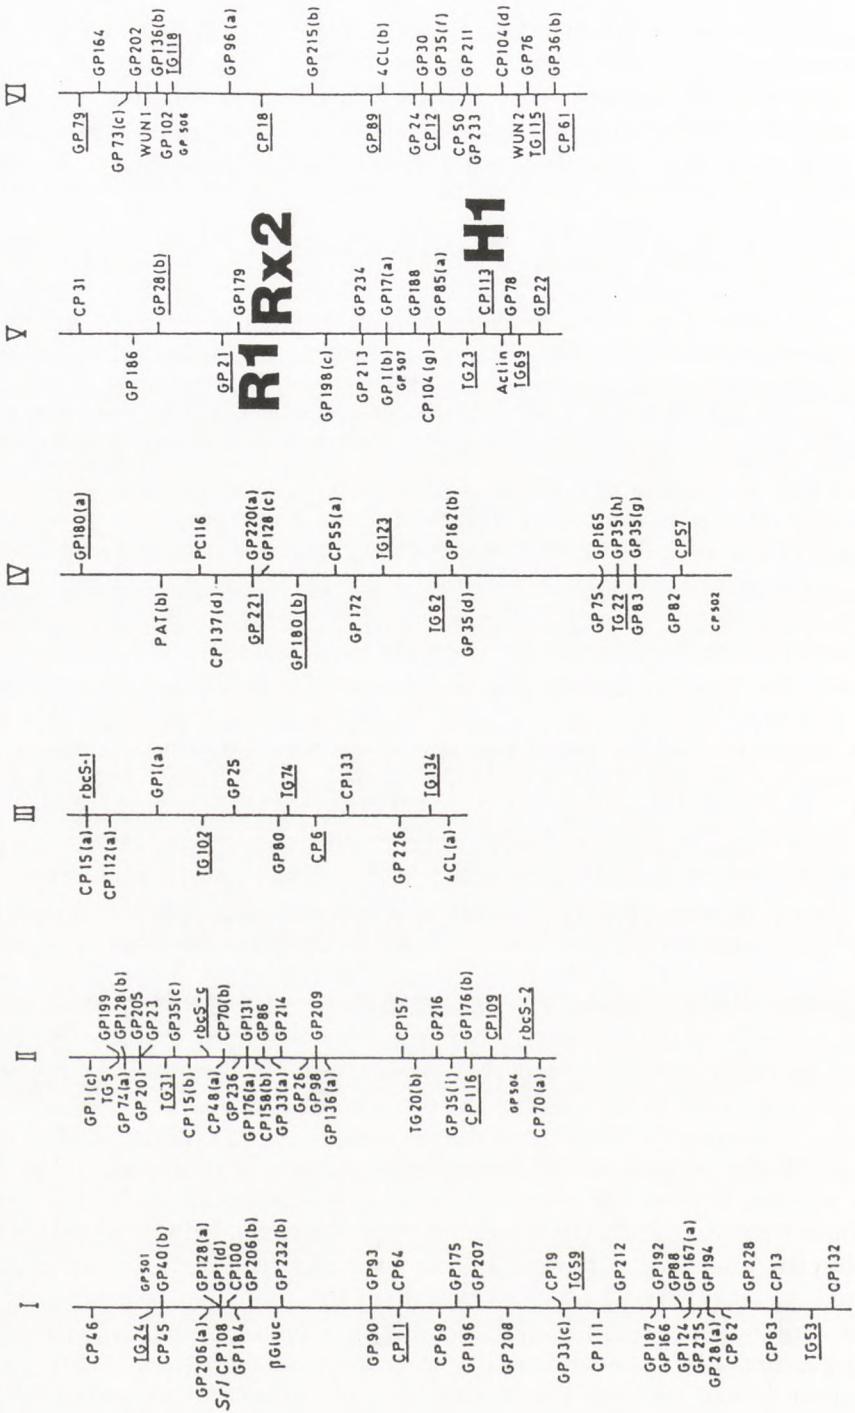 I
CP46
TG24
GP501
CP45
GP40(b)
GP206(a)
GP128(a)
Srl CP108
GP1(d)
GP184
CP100
GP206(b)
βGluc
GP232(b)
GP90
GP93
CP11
CP64
CP69
GP175
GP196
GP207
GP208
GP33(c)
CP19
TG59
CP111
GP212
GP187
GP192
GP166
GP88
GP124
GP167(a)
GP235
GP194
GP28(a)
CP62
GP228
CP63
CP13
TG53
CP132
II
GP1(c)
TG5
GP199
GP74(a)
GP128(b)
GP201
GP205
GP23
TG31
GP35(c)
CP15(b)
rbcS-c
CP48(a)
CP70(b)
GP236
GP176(a)
GP131
CP158(b)
GP86
GP33(a)
GP214
GP26
GP98
GP209
GP136(a)
TG20(b)
CP157
GP216
GP35(i)
GP176(b)
CP116
CP109
GP504
rbcS-2
CP70(a)
III
CP15(a)
rbcS-1
CP112(a)
GP1(a)
TG102
GP25
GP80
TG74
CP6
CP133
GP226
TG134
4CL(a)
IV
GP180(a)
PAT(b)
PC116
CP137(d)
GP221
GP220(a)
GP128(c)
GP180(b)
CP55(a)
GP172
TG123
TG62
GP162(b)
GP35(d)
GP75
GP165
TG22
GP35(h)
GP83
GP35(g)
GP82
CP57
CP502
V
CP31
GP186
GP28(b)
GP21
GP179
R1 Rx2
GP198(c)
GP213
GP234
GP1(b)
GP17(a)
GP507
GP188
CP104(g)
GP85(a)
TG23
CP113
H1
Actin
GP78
TG69
GP22
VI
GP79
GP164
GP73(c)
GP202
WUN1
GP136(b)
GP102
TG118
GP506
GP96(a)
CP18
GP215(b)
GP89
4CL(b)
GP24
GP30
CP12
GP35(f)
CP50
GP211
GP233
CP104(d)
WUN2
GP76
TG115
GP36(b)
CP61